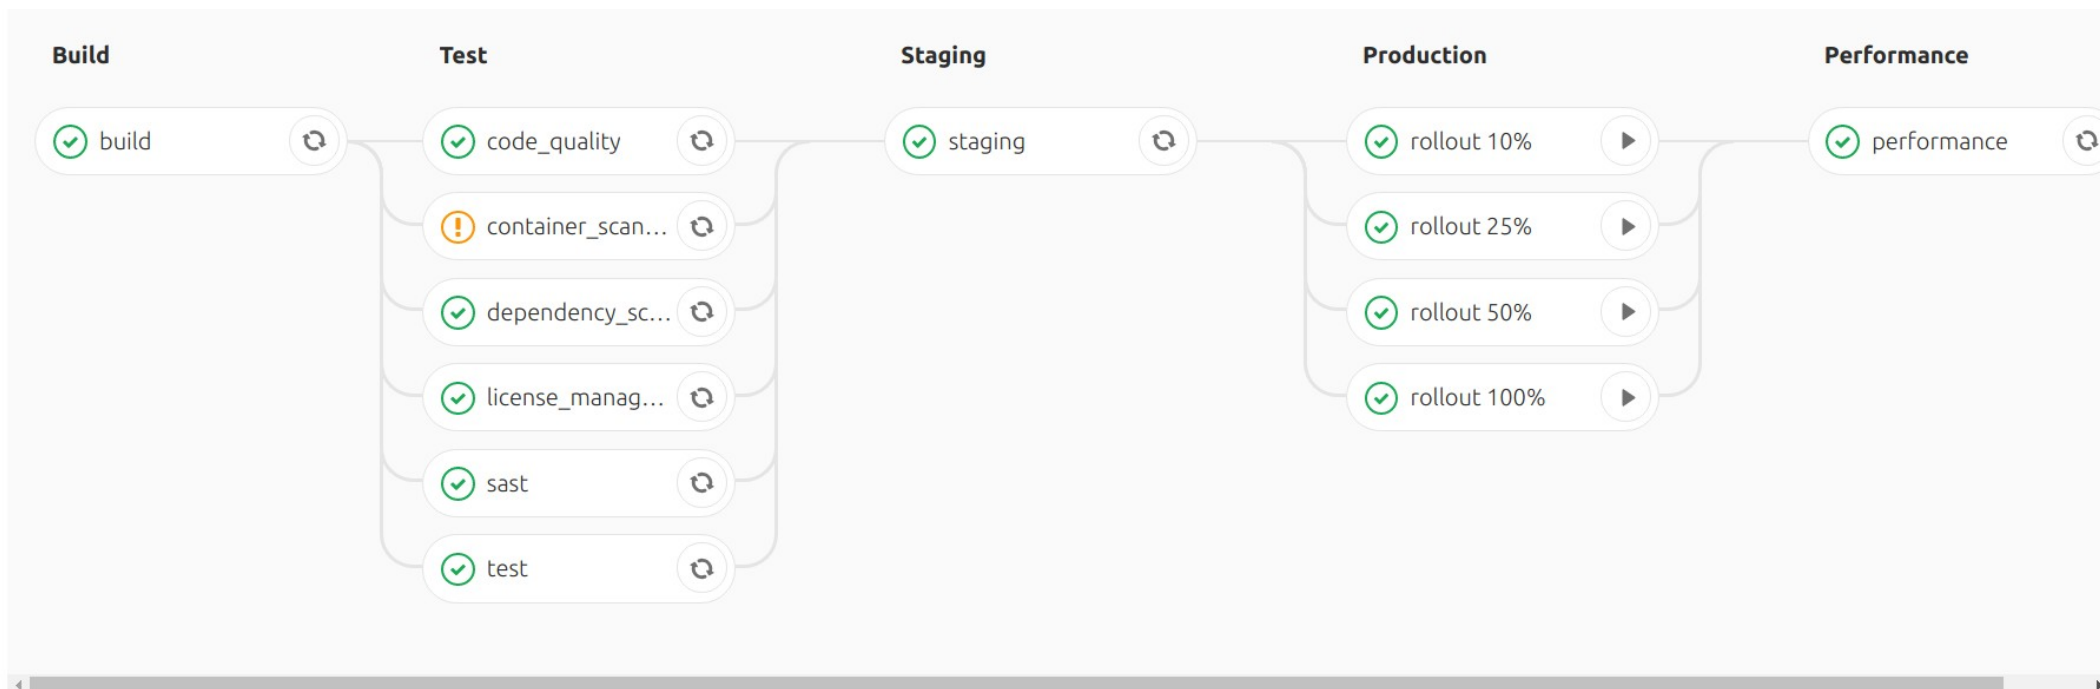 Build
Test
Staging
Production
Performance
build
code_quality
staging
rollout 10%
performance
container_scan...
rollout 25%
dependency_sc...
rollout 50%
license_manag...
rollout 100%
sast
test